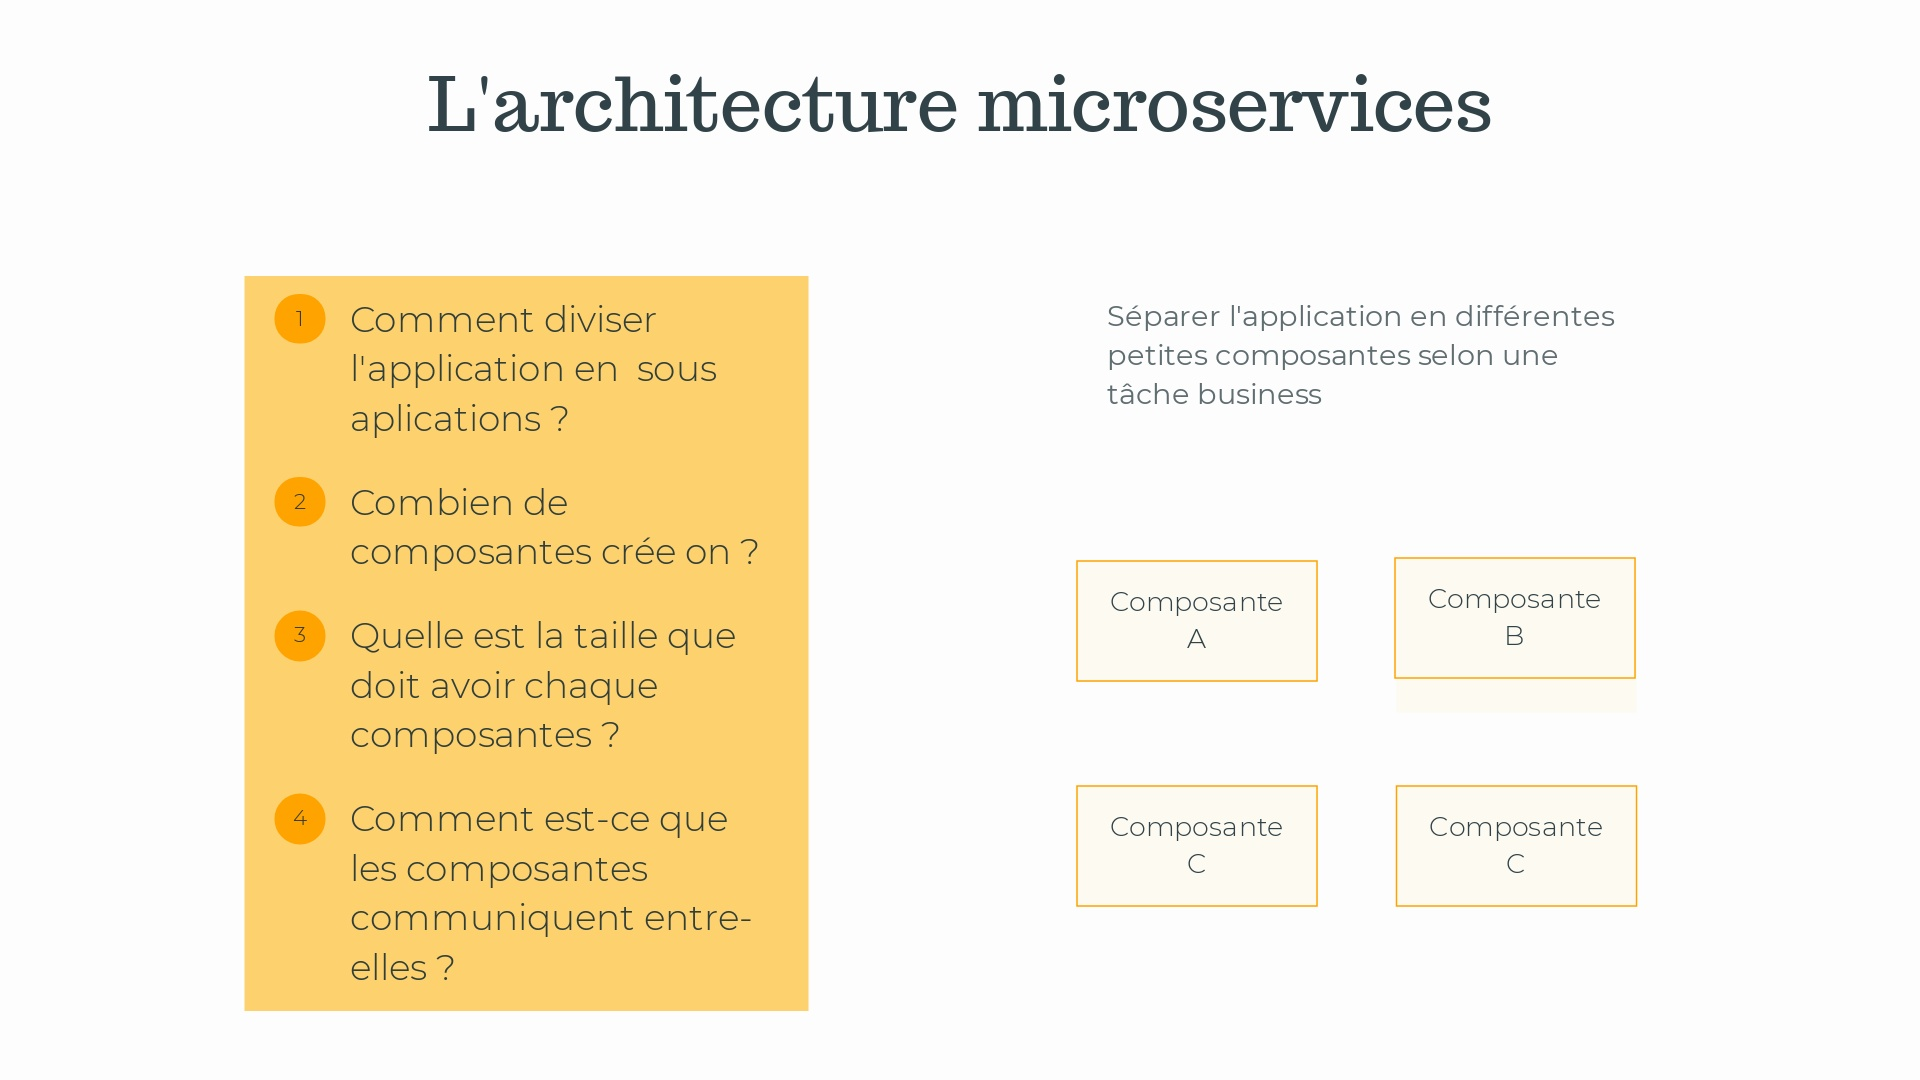 L'architecture microservices
1
Comment diviser
l'application en  sous
aplications ?
2
Combien de
composantes crée on ?
3
Quelle est la taille que
doit avoir chaque
composantes ?
4
Comment est-ce que
les composantes
communiquent entre-
elles ?
Séparer l'application en différentes
petites composantes selon une
tâche business
Composante
A
Composante
B
Composante
C
Composante
C